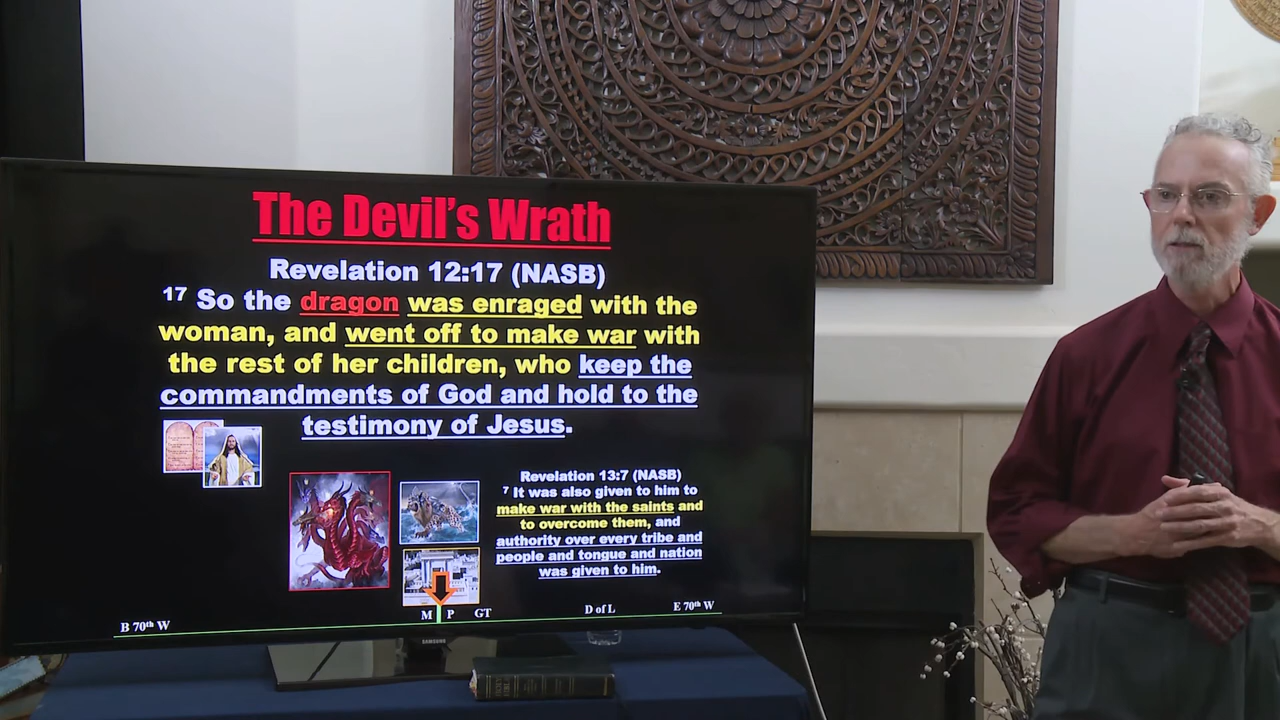 The Devil's Wrath
Revelation 12:17 (NASB)
17 So the dragon was enraged with the
woman, and went off to make war with
the rest of her children, who keep the
commandments of God and hold to the
testimony of Jesus.
Revelation 13:7 (NASB)
7 It was also given to him to
make war with the saints and
to overcome them, and
authority over every tribe and
people and tongue and nation
was given to him.
B 70th W
M P GT
D of L
E 70th W
SAMSUNG